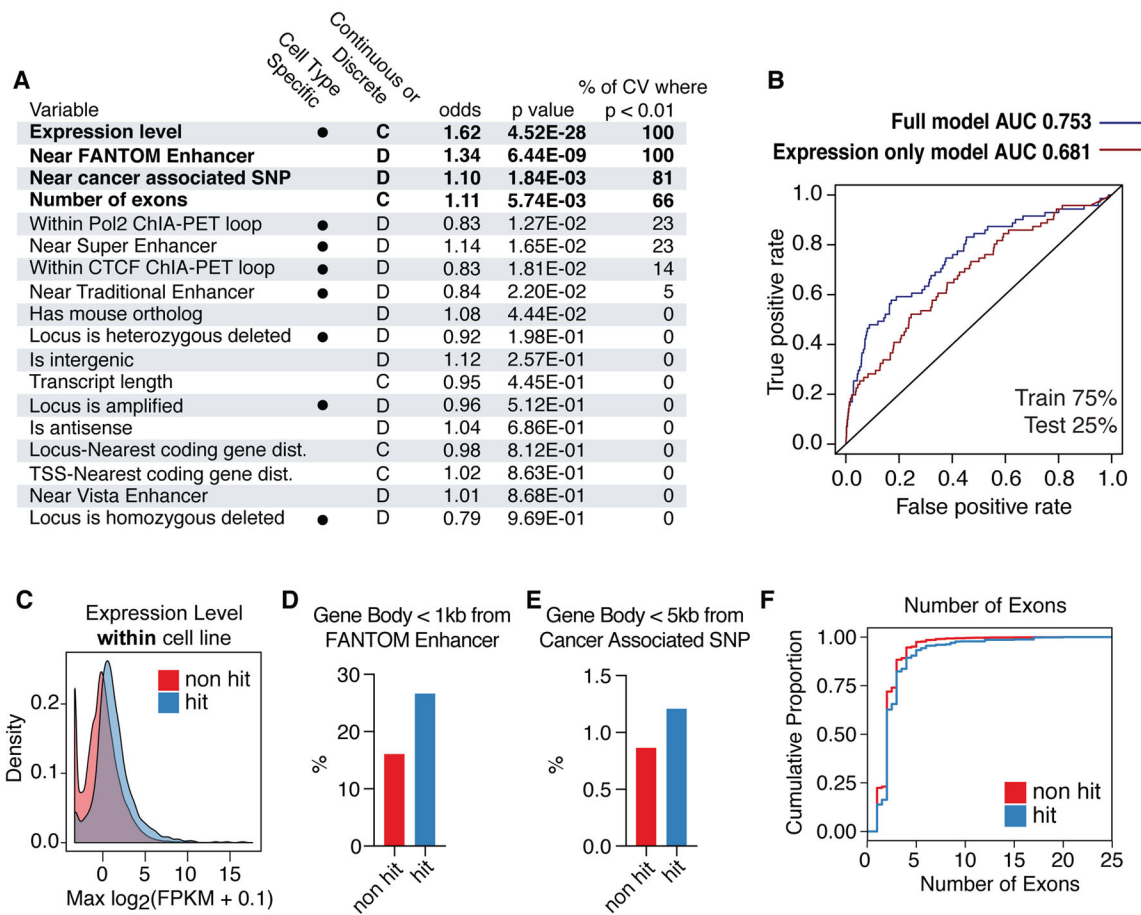 A
Cell Type
Specific
Continuous or
Discrete
Variable odds p value % of CV where
p < 0.01
Expression level ● C 1.62 4.52E-28 100
Near FANTOM Enhancer D 1.34 6.44E-09 100
Near cancer associated SNP D 1.10 1.84E-03 81
Number of exons C 1.11 5.74E-03 66
Within Pol2 ChIA-PET loop ● D 0.83 1.27E-02 23
Near Super Enhancer ● D 1.14 1.65E-02 23
Within CTCF ChIA-PET loop ● D 0.83 1.81E-02 14
Near Traditional Enhancer ● D 0.84 2.20E-02 5
Has mouse ortholog D 1.08 4.44E-02 0
Locus is heterozygous deleted ● D 0.92 1.98E-01 0
Is intergenic D 1.12 2.57E-01 0
Transcript length C 0.95 4.45E-01 0
Locus is amplified ● D 0.96 5.12E-01 0
Is antisense D 1.04 6.86E-01 0
Locus-Nearest coding gene dist. C 0.98 8.12E-01 0
TSS-Nearest coding gene dist. C 1.02 8.63E-01 0
Near Vista Enhancer D 1.01 8.68E-01 0
Locus is homozygous deleted ● D 0.79 9.69E-01 0
B
Full model AUC 0.753
Expression only model AUC 0.681
True positive rate
1.0
0.8
0.6
0.4
0.2
0.0
Train 75%
Test 25%
0.0 0.2 0.4 0.6 0.8 1.0
False positive rate
C
Expression Level
within cell line
non hit
hit
Density
0.2
0.1
0.0
0 5 10 15
Max log2(FPKM + 0.1)
D
Gene Body < 1kb from
FANTOM Enhancer
%
30
20
10
0
non hit
hit
E
Gene Body < 5kb from
Cancer Associated SNP
%
1.5
1.0
0.5
0.0
non hit
hit
F
Number of Exons
Cumulative Proportion
1.00
0.75
0.50
0.25
0.00
non hit
hit
0 5 10 15 20 25
Number of Exons